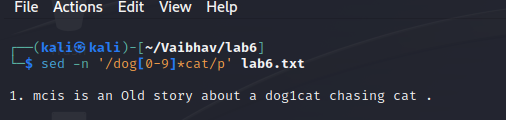 File Actions Edit View Help
┌──(kali㉿kali)-[~/Vaibhav/lab6]
└─$ sed -n '/dog[0-9]*cat/p' lab6.txt
1. mcis is an Old story about a dog1cat chasing cat .